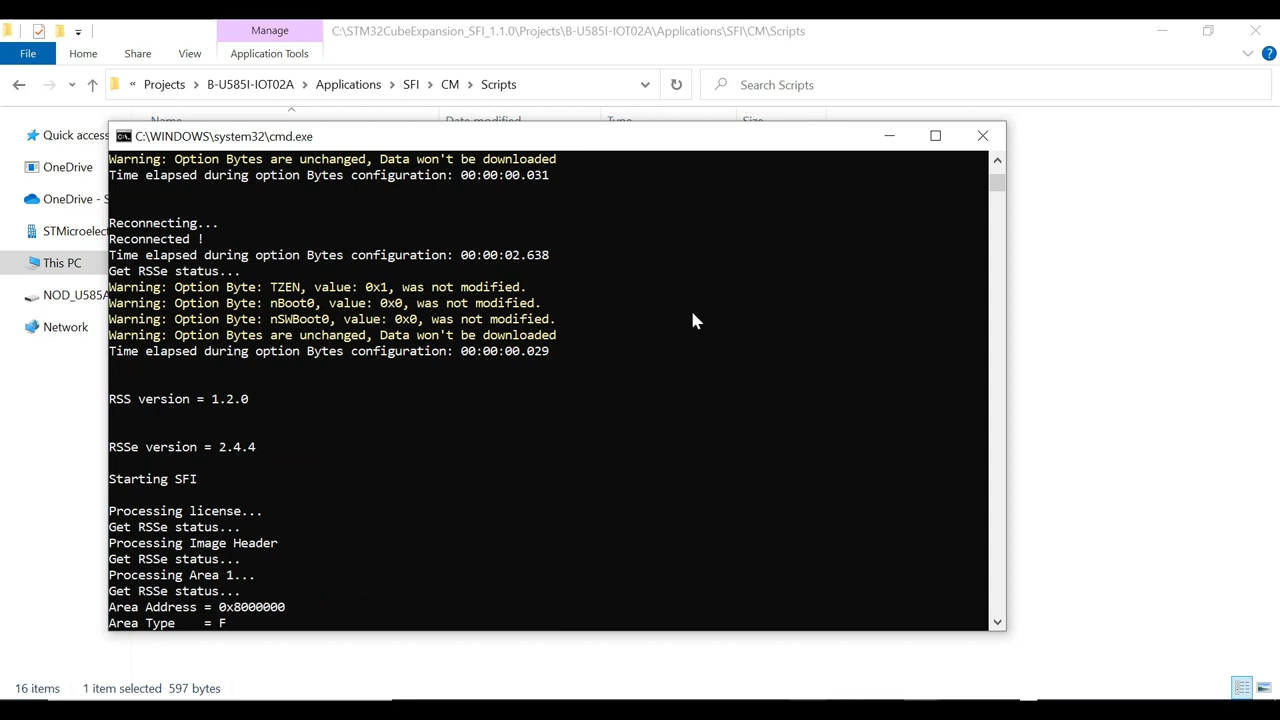 Manage
C:\STM32CubeExpansion_SFI_1.1.0\Projects\B-U585I-IOT02A\Applications\SFI\CM\Scripts
File
Home
Share
View
Application Tools
« Projects > B-U585I-IOT02A > Applications > SFI > CM > Scripts
Search Scripts
Name
Date modified
Type
Size
Quick access
OneDrive
OneDrive - S
STMicroelect
This PC
NOD_U585A
Network
C:\WINDOWS\system32\cmd.exe
Warning: Option Bytes are unchanged, Data won't be downloaded
Time elapsed during option Bytes configuration: 00:00:00.031
Reconnecting...
Reconnected !
Time elapsed during option Bytes configuration: 00:00:02.638
Get RSSe status...
Warning: Option Byte: TZEN, value: 0x1, was not modified.
Warning: Option Byte: nBoot0, value: 0x0, was not modified.
Warning: Option Byte: nSWBoot0, value: 0x0, was not modified.
Warning: Option Bytes are unchanged, Data won't be downloaded
Time elapsed during option Bytes configuration: 00:00:00.029
RSS version = 1.2.0
RSSe version = 2.4.4
Starting SFI
Processing license...
Get RSSe status...
Processing Image Header
Get RSSe status...
Processing Area 1...
Get RSSe status...
Area Address = 0x8000000
Area Type    = F
16 items
1 item selected 597 bytes